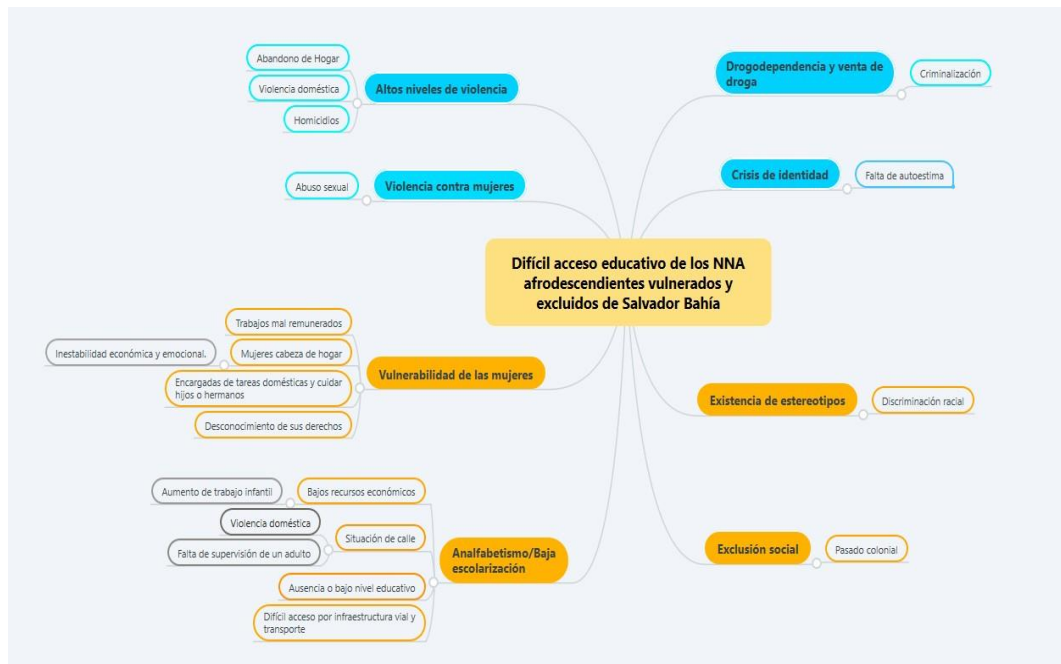 Abandono de Hogar
Violencia doméstica
Homicidios
Altos niveles de violencia
Abuso sexual
Violencia contra mujeres
Drogodependencia y venta de
droga
Criminalización
Crisis de identidad
Falta de autoestima
Difícil acceso educativo de los NNA
afrodescendientes vulnerados y
excluidos de Salvador Bahía
Trabajos mal remunerados
Inestabilidad económica y emocional.
Mujeres cabeza de hogar
Encargadas de tareas domésticas y cuidar
hijos o hermanos
Desconocimiento de sus derechos
Vulnerabilidad de las mujeres
Existencia de estereotipos
Discriminación racial
Aumento de trabajo infantil
Bajos recursos económicos
Violencia doméstica
Falta de supervisión de un adulto
Situación de calle
Ausencia o bajo nivel educativo
Difícil acceso por infraestructura vial y
transporte
Analfabetismo/Baja
escolarización
Exclusión social
Pasado colonial